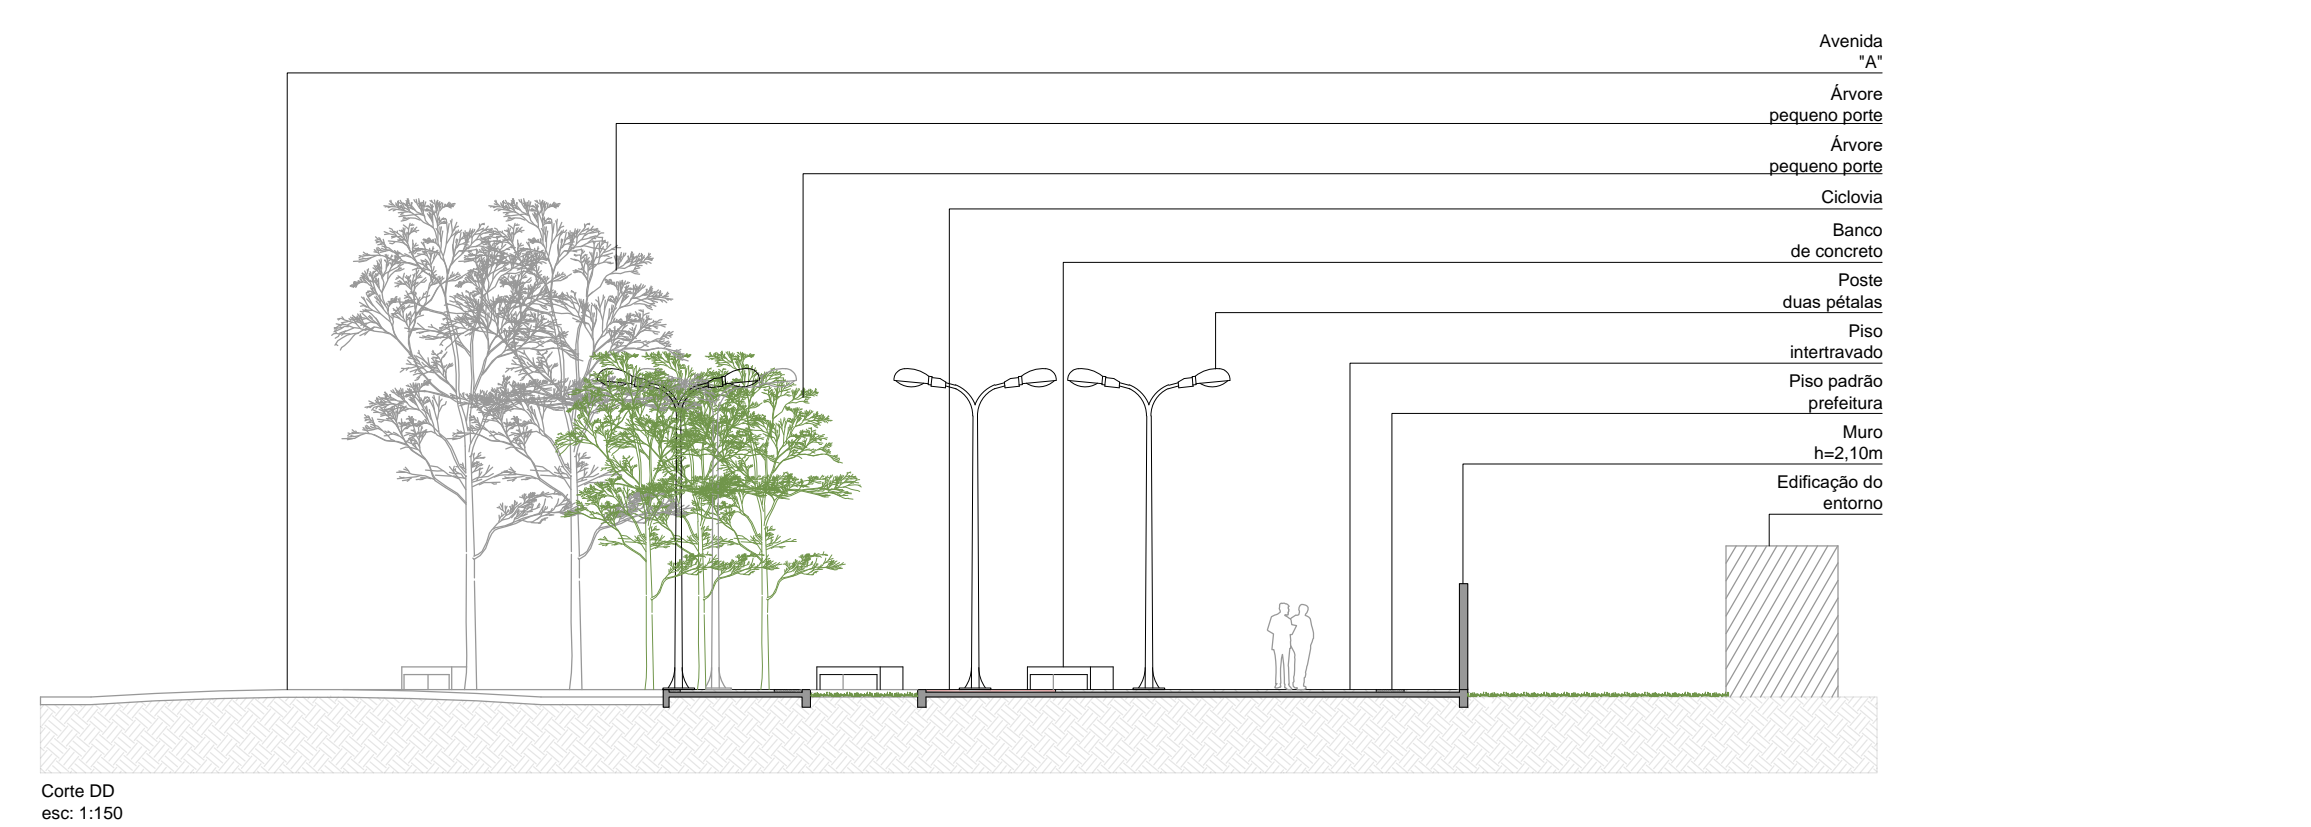 Avenida
"A"
Árvore
pequeno porte
Árvore
pequeno porte
Ciclovia
Banco
de concreto
Poste
duas pétalas
Piso
intertravado
Piso padrão
prefeitura
Muro
h=2,10m
Edificação do
entorno
Corte DD
esc: 1:150